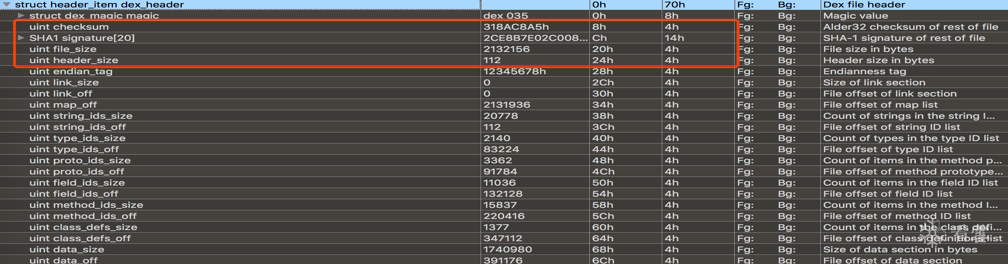 struct header_item dex_header 0h 70h Fg: Bg: Dex file header
struct dex_magic magic dex 035 0h 8h Fg: Bg: Magic value
uint checksum 318AC8A5h 8h 4h Fg: Bg: Alder32 checksum of rest of file
SHA1 signature[20] 2CE8B7E02C008... Ch 14h Fg: Bg: SHA-1 signature of rest of file
uint file_size 2132156 20h 4h Fg: Bg: File size in bytes
uint header_size 112 24h 4h Fg: Bg: Header size in bytes
uint endian_tag 12345678h 28h 4h Fg: Bg: Endianness tag
uint link_size 0 2Ch 4h Fg: Bg: Size of link section
uint link_off 0 30h 4h Fg: Bg: File offset of link section
uint map_off 2131936 34h 4h Fg: Bg: File offset of map list
uint string_ids_size 20778 38h 4h Fg: Bg: Count of strings in the string l...
uint string_ids_off 112 3Ch 4h Fg: Bg: File offset of string ID list
uint type_ids_size 2140 40h 4h Fg: Bg: Count of types in the type ID list
uint type_ids_off 83224 44h 4h Fg: Bg: File offset of type ID list
uint proto_ids_size 3362 48h 4h Fg: Bg: Count of items in the method p...
uint proto_ids_off 91784 4Ch 4h Fg: Bg: File offset of method prototype...
uint field_ids_size 11036 50h 4h Fg: Bg: Count of items in the field ID list
uint field_ids_off 132128 54h 4h Fg: Bg: File offset of field ID list
uint method_ids_size 15837 58h 4h Fg: Bg: Count of items in the method ID list
uint method_ids_off 220416 5Ch 4h Fg: Bg: File offset of method ID list
uint class_defs_size 1377 60h 4h Fg: Bg: Count of items in the class defi...
uint class_defs_off 347112 64h 4h Fg: Bg: File offset of class definitions list
uint data_size 1740980 68h 4h Fg: Bg: Size of data section in bytes
uint data_off 391176 6Ch 4h Fg: Bg: File offset of data section